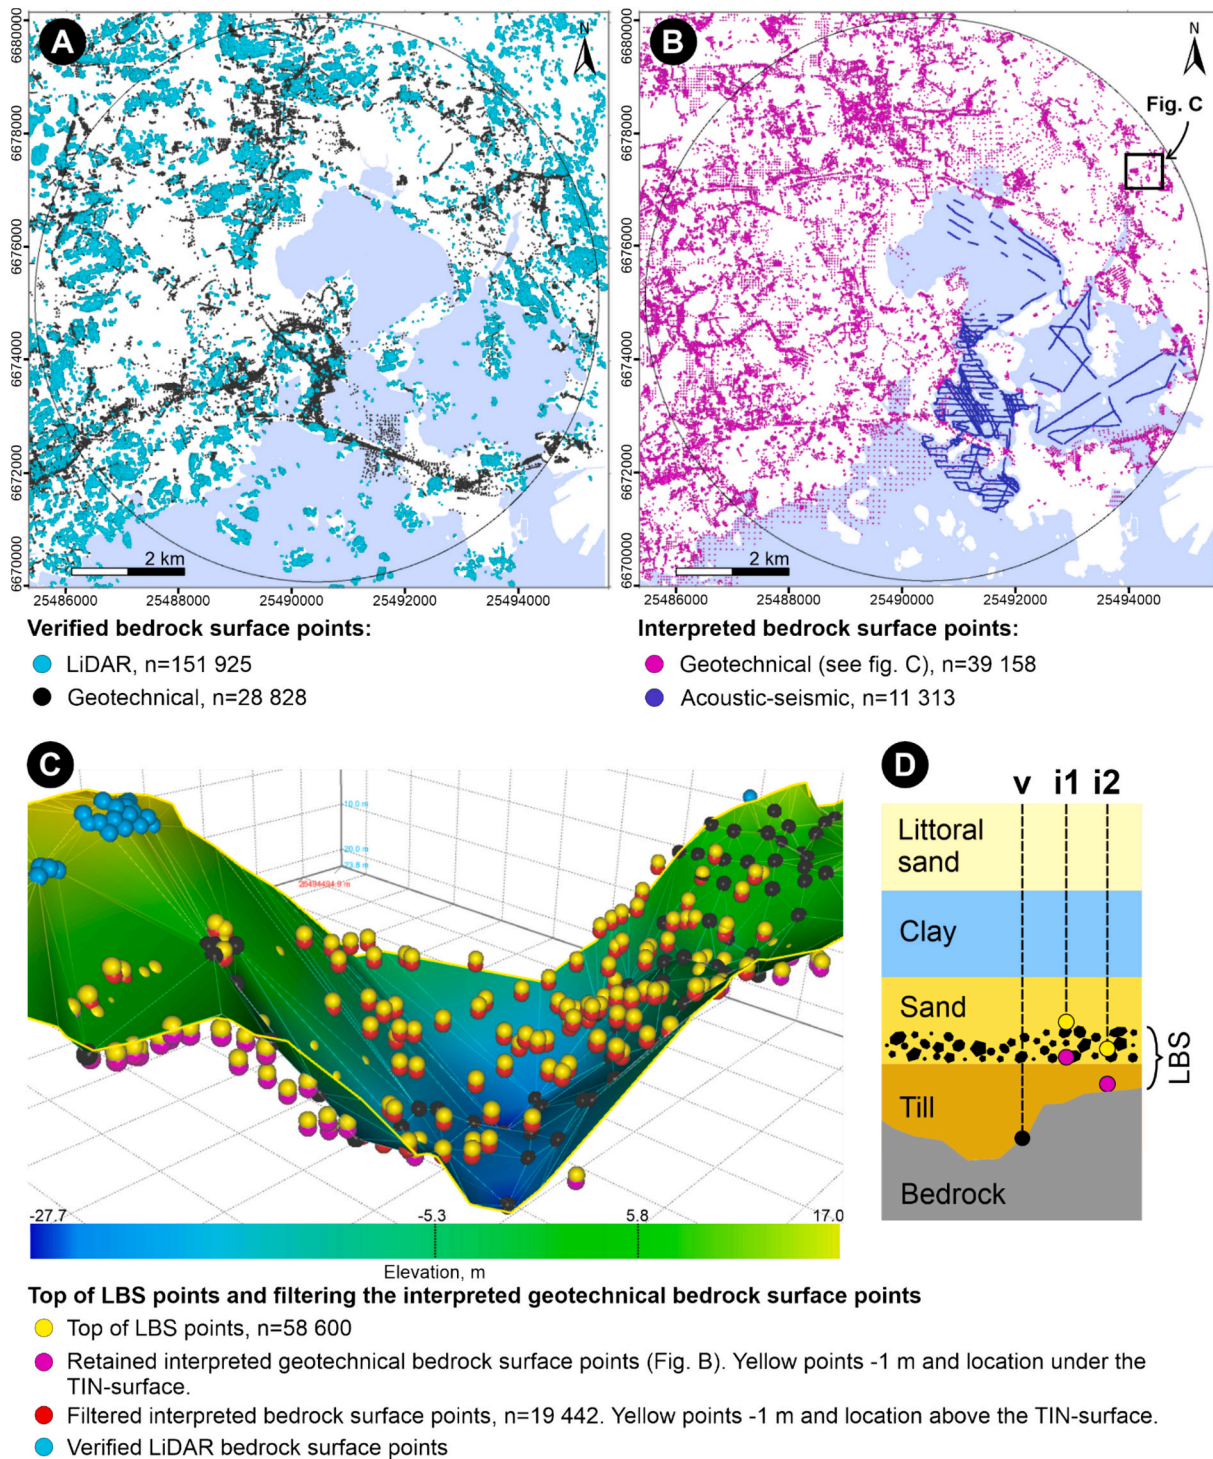 A
B
N
N
Fig. C
6680000
6678000
6676000
6674000
6672000
6670000
6680000
6678000
6676000
6674000
6672000
6670000
2 km
2 km
25486000 25488000 25490000 25492000 25494000
25486000 25488000 25490000 25492000 25494000
Verified bedrock surface points:
LiDAR, n=151 925
Geotechnical, n=28 828
Interpreted bedrock surface points:
Geotechnical (see fig. C), n=39 158
Acoustic-seismic, n=11 313
C
-10.0 m
-20.0 m
-27.7 -5.3 5.8 17.0
Elevation, m
D
v i1 i2
Littoral
sand
Clay
Sand
Till
Bedrock
LBS
Top of LBS points and filtering the interpreted geotechnical bedrock surface points
Top of LBS points, n=58 600
Retained interpreted geotechnical bedrock surface points (Fig. B). Yellow points -1 m and location under the
TIN-surface.
Filtered interpreted bedrock surface points, n=19 442. Yellow points -1 m and location above the TIN-surface.
Verified LiDAR bedrock surface points